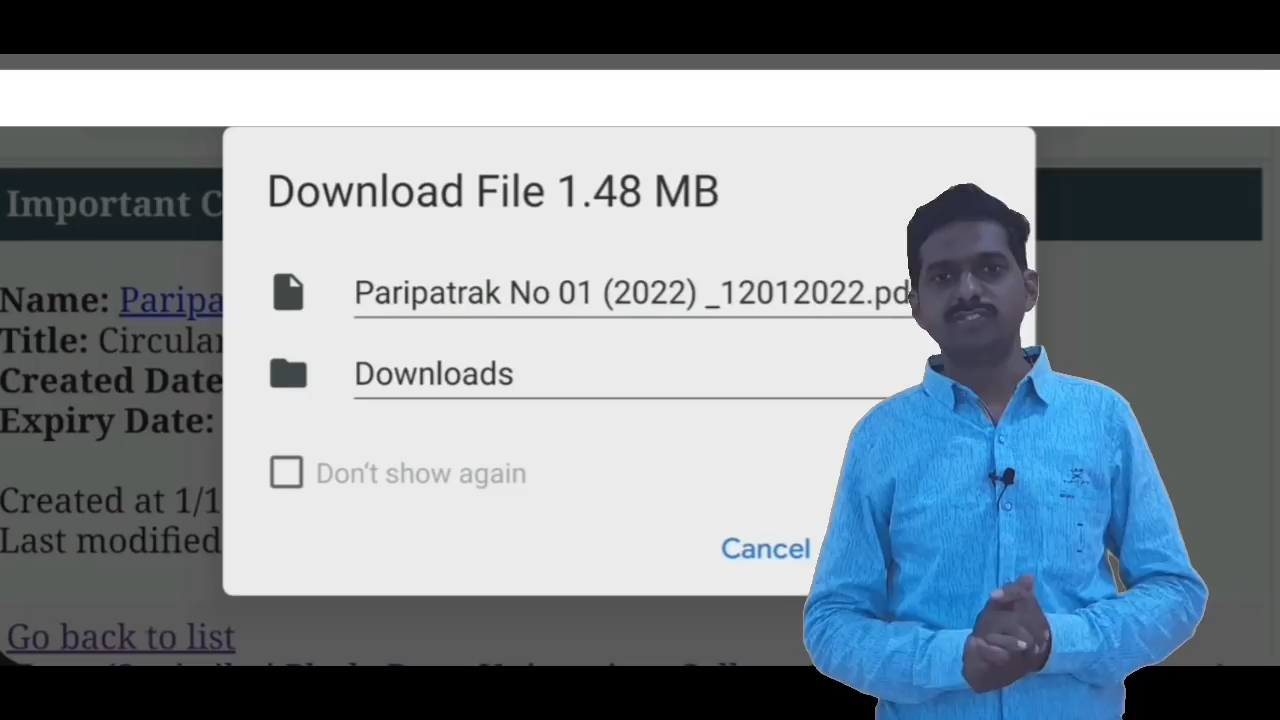 Download File 1.48 MB
Important C
Paripatrak No 01 (2022) _12012022.pd
Name: Paripa
Title: Circular
Downloads
Created Date
Expiry Date:
Don't show again
Created at 1/1
Last modified
Cancel
Go back to list